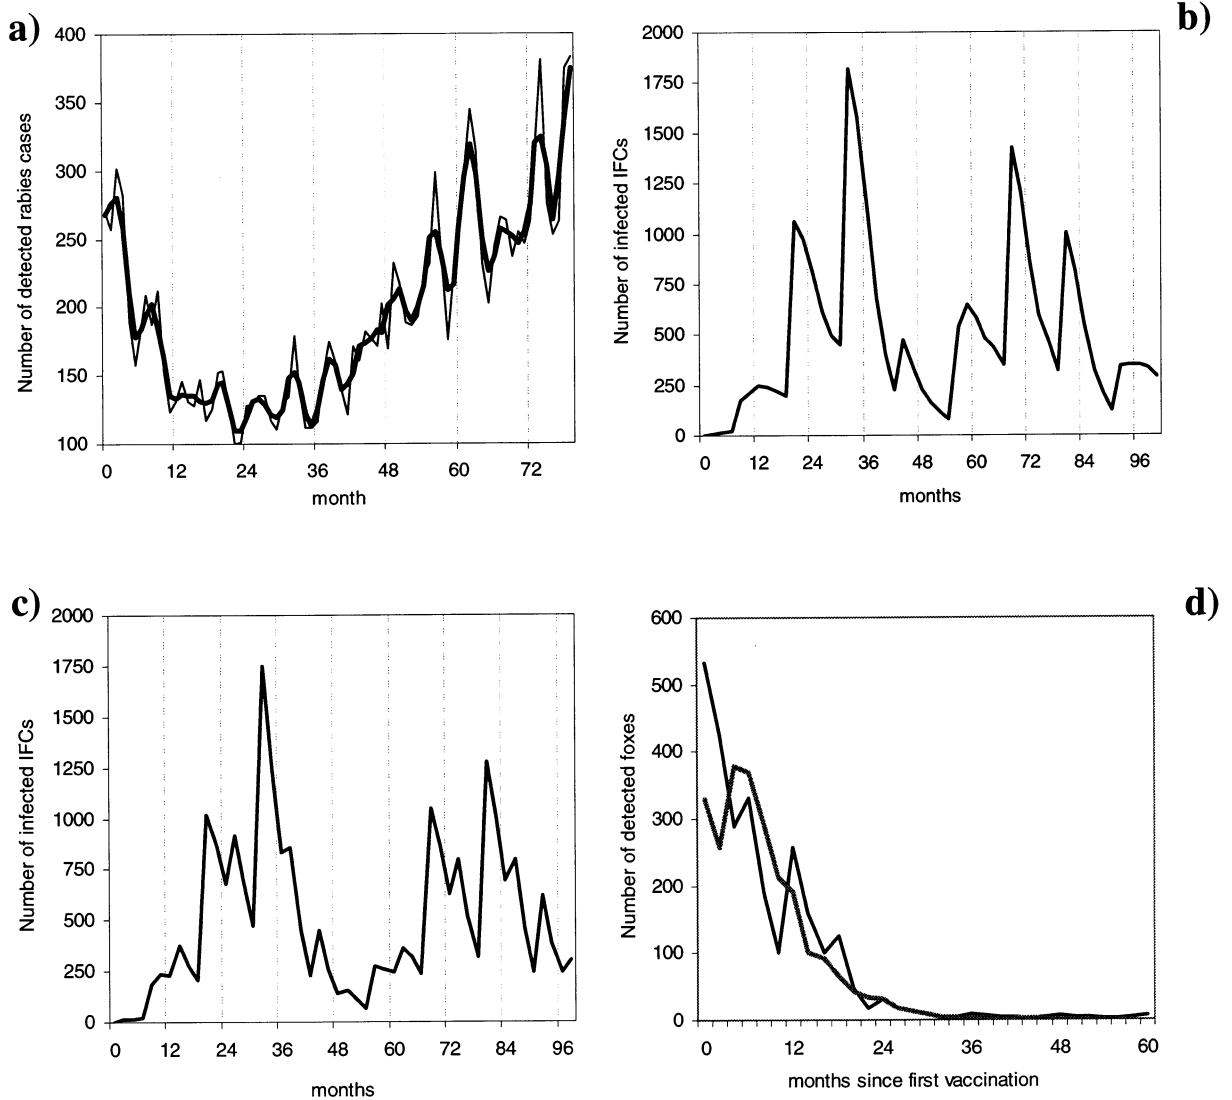 a)
400
350
300
250
200
150
100
Number of detected rabies cases
0 12 24 36 48 60 72
month
b)
2000
1750
1500
1250
1000
750
500
250
0
Number of infected IFCs
0 12 24 36 48 60 72 84 96
months
c)
2000
1750
1500
1250
1000
750
500
250
0
Number of infected IFCs
0 12 24 36 48 60 72 84 96
months
d)
600
500
400
300
200
100
0
Number of detected foxes
0 12 24 36 48 60
months since first vaccination